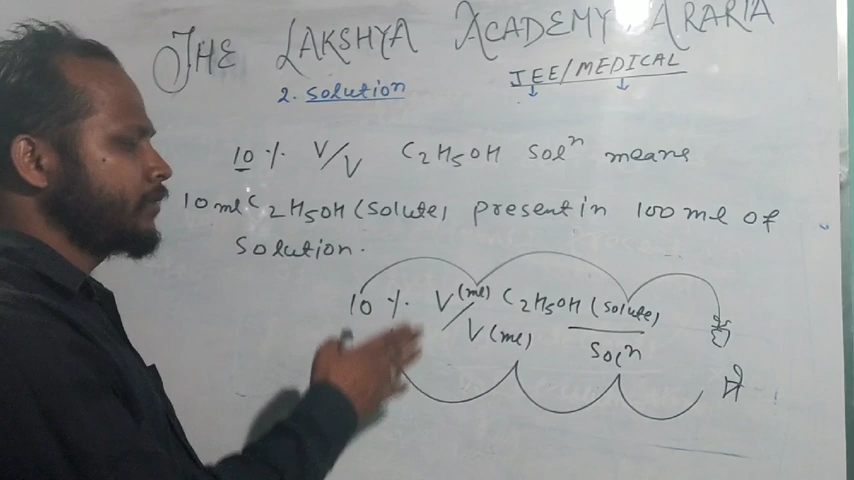 THE LAKSHYA ACADEMY ARARIA
2. Solution
JEE/MEDICAL
10 % V/V C2H5OH Solⁿ means
10 ml C2H5OH (solute) present in 100 ml of
Solution.
10 % V(ml) C2H5OH (solute)
V(ml) Solⁿ
में